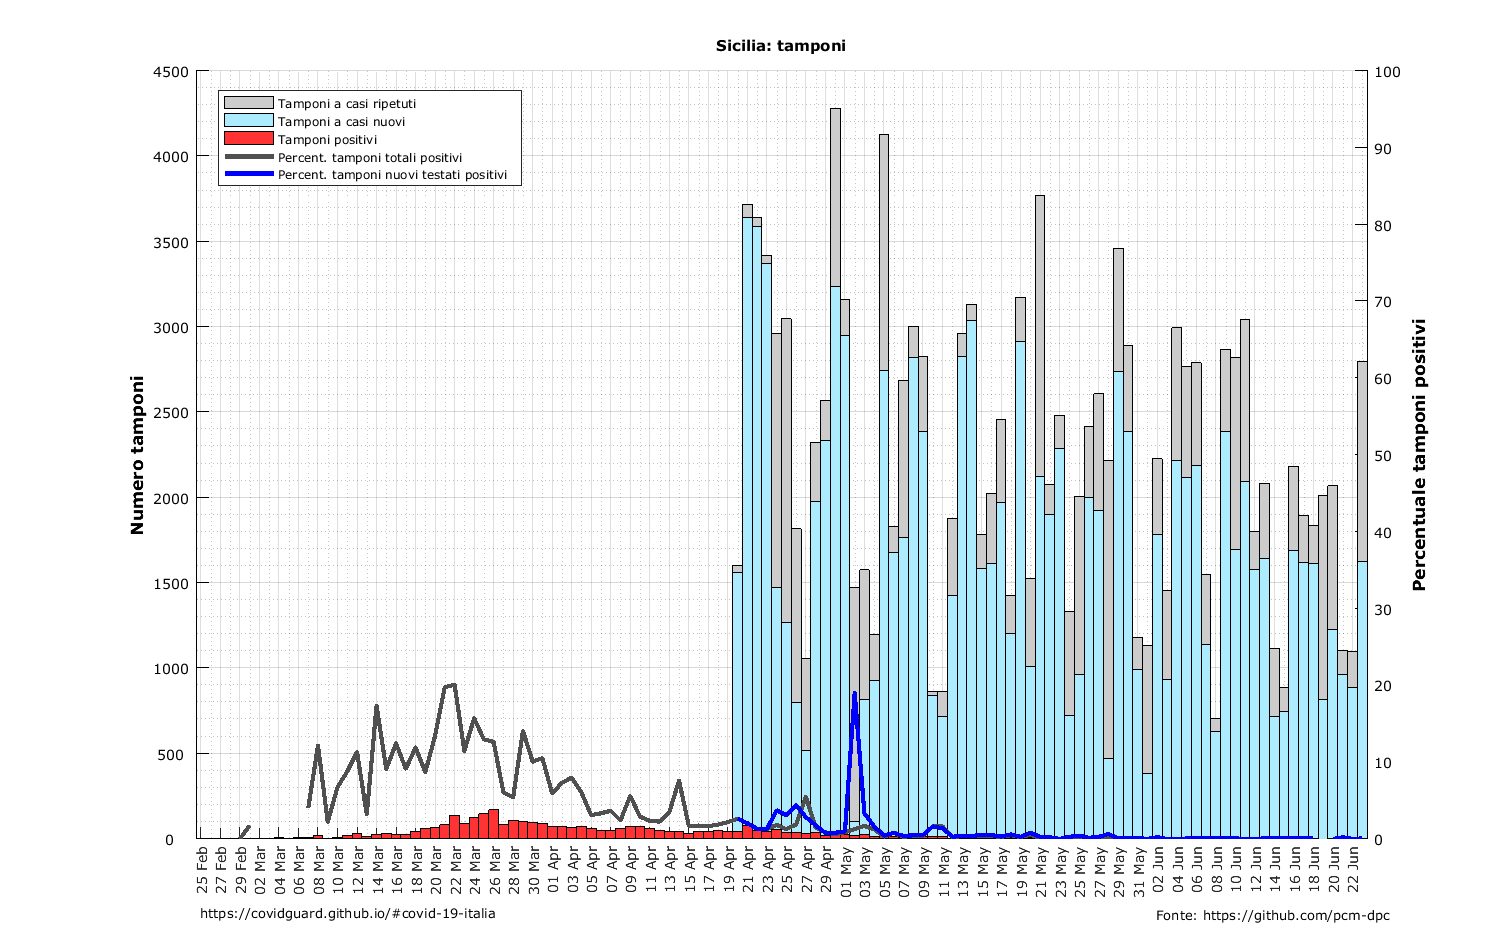 Sicilia: tamponi
Tamponi a casi ripetuti
Tamponi a casi nuovi
Tamponi positivi
Percent. tamponi totali positivi
Percent. tamponi nuovi testati positivi
Numero tamponi
4500
4000
3500
3000
2500
2000
1500
1000
500
0
Percentuale tamponi positivi
100
90
80
70
60
50
40
30
20
10
0
25 Feb
27 Feb
29 Feb
02 Mar
04 Mar
06 Mar
08 Mar
10 Mar
12 Mar
14 Mar
16 Mar
18 Mar
20 Mar
22 Mar
24 Mar
26 Mar
28 Mar
30 Mar
01 Apr
03 Apr
05 Apr
07 Apr
09 Apr
11 Apr
13 Apr
15 Apr
17 Apr
19 Apr
21 Apr
23 Apr
25 Apr
27 Apr
29 Apr
01 May
03 May
05 May
07 May
09 May
11 May
13 May
15 May
17 May
19 May
21 May
23 May
25 May
27 May
29 May
31 May
02 Jun
04 Jun
06 Jun
08 Jun
10 Jun
12 Jun
14 Jun
16 Jun
18 Jun
20 Jun
22 Jun
https://covidguard.github.io/#covid-19-italia
Fonte: https://github.com/pcm-dpc